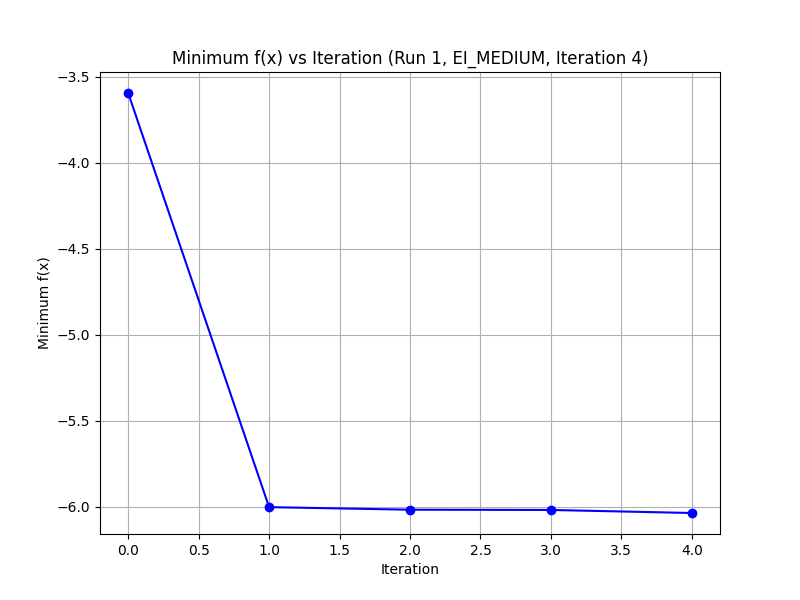 Minimum f(x) vs Iteration (Run 1, EI_MEDIUM, Iteration 4)
−3.5
−4.0
−4.5
−5.0
−5.5
−6.0
Minimum f(x)
0.0 0.5 1.0 1.5 2.0 2.5 3.0 3.5 4.0
Iteration